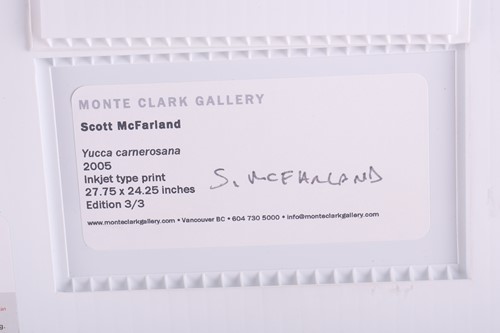 MONTE CLARK GALLERY
Scott McFarland
Yucca carnerosana
2005
Inkjet type print
27.75 x 24.25 inches
Edition 3/3
S. McFARLAND
www.monteclarkgallery.com • Vancouver BC • 604 730 5000 • info@monteclarkgallery.com